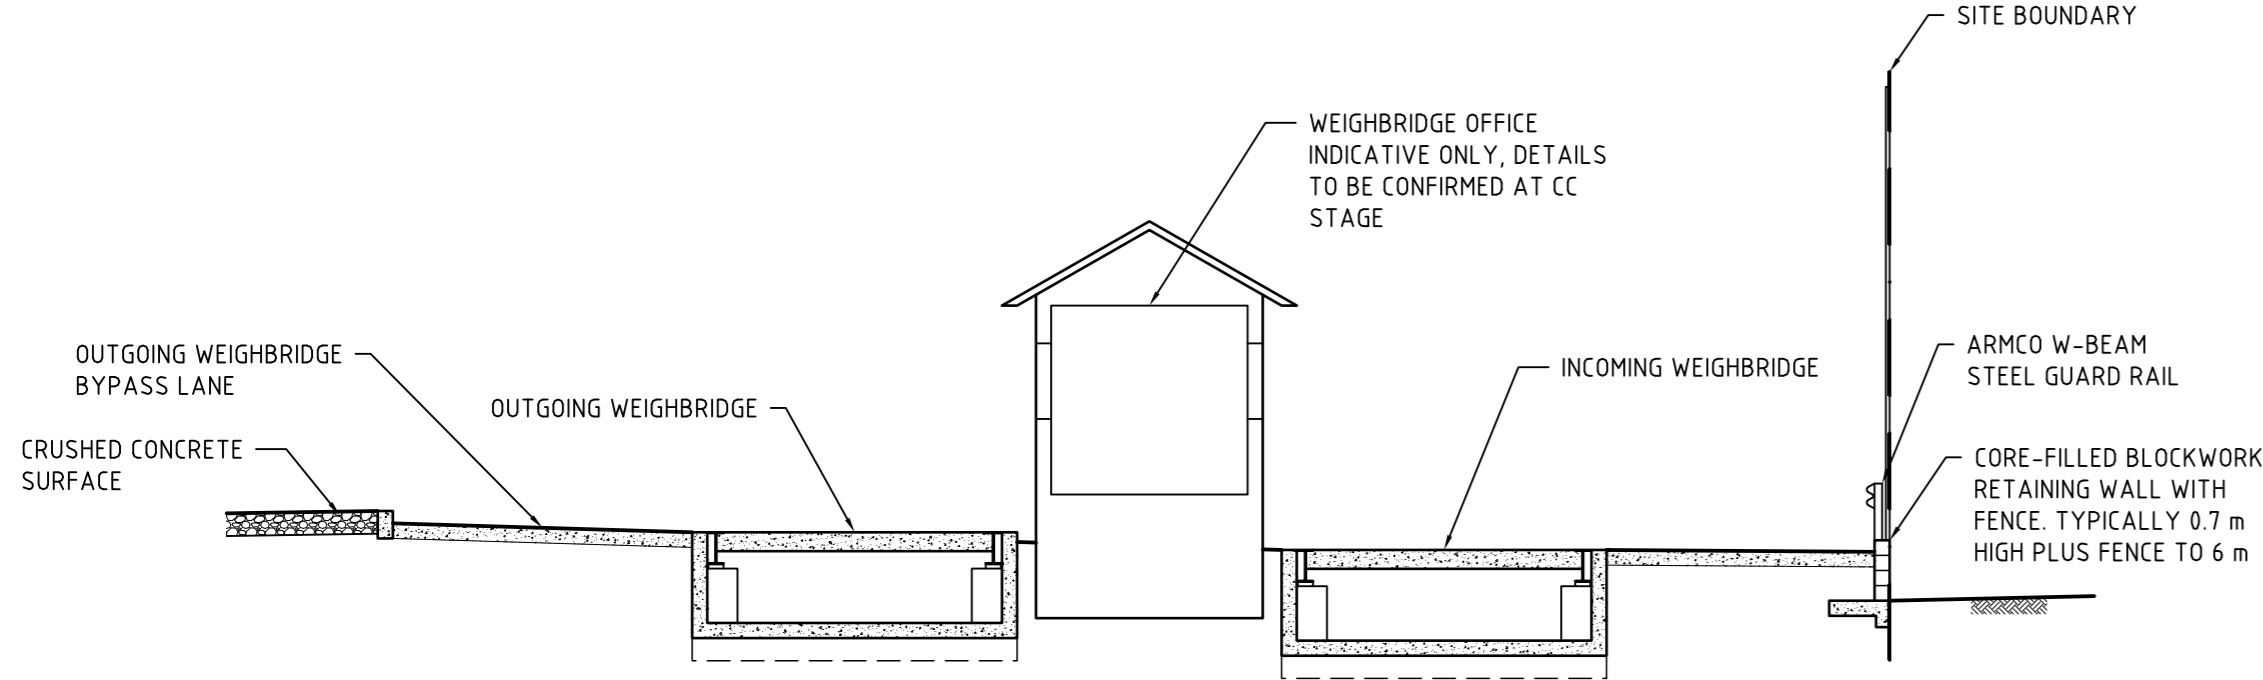 SITE BOUNDARY
WEIGHBRIDGE OFFICE
INDICATIVE ONLY, DETAILS
TO BE CONFIRMED AT CC
STAGE
OUTGOING WEIGHBRIDGE
BYPASS LANE
ARMCO W-BEAM
STEEL GUARD RAIL
INCOMING WEIGHBRIDGE
OUTGOING WEIGHBRIDGE
CRUSHED CONCRETE
SURFACE
CORE-FILLED BLOCKWORK
RETAINING WALL WITH
FENCE. TYPICALLY 0.7 m
HIGH PLUS FENCE TO 6 m